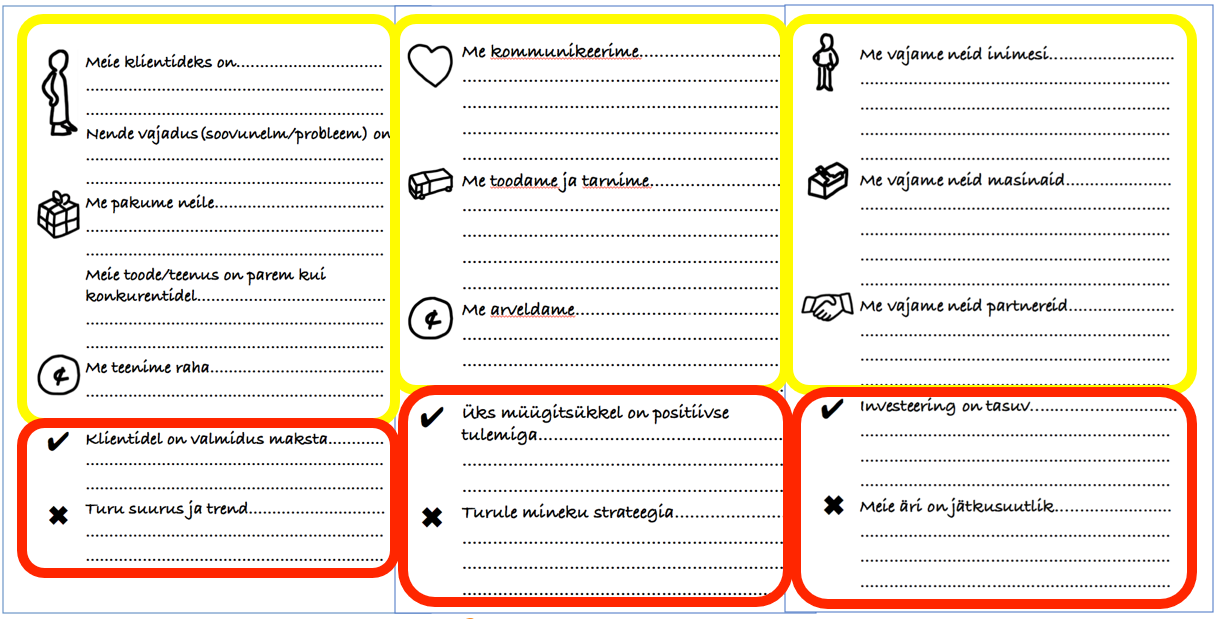 Meie klientideks on................................
Nende vajadus (soovunelm/probleem) on
Me pakume neile.....................................
Meie toode/teenus on parem kui
konkurentidel.........................................
Me teenime raha......................................
Klientidel on valmidus maksta............
Turu suurus ja trend..............................
Me kommunikeerime...............................
Me toodame ja tarnime............................
Me arveldame.............................................
Üks müügitsükkel on positiivse
tulemiga.....................................................
Turule mineku strateegia.......................
Me vajame neid inimesi...........................
Me vajame neid masinaid.......................
Me vajame neid partnereid......................
Investeering on tasuv................................
Meie äri on jätkusuutlik.........................